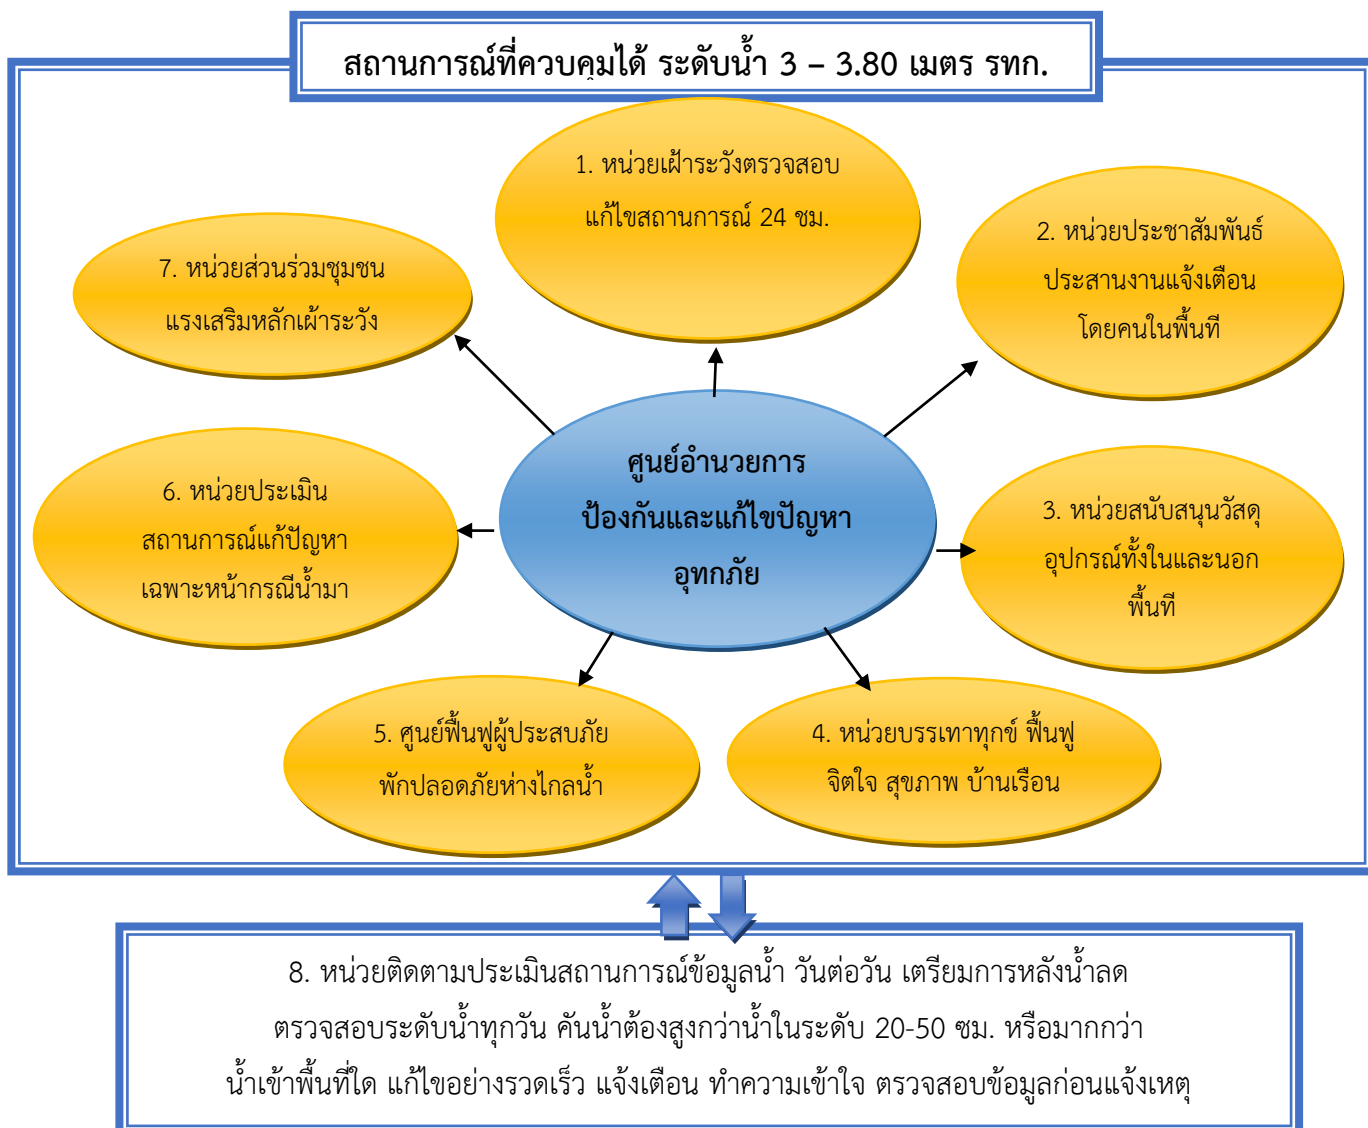 สถานการณ์ที่ควบคุมได้ ระดับน้ำ 3 – 3.80 เมตร รทก.
1. หน่วยเฝ้าระวังตรวจสอบ
แก้ไขสถานการณ์ 24 ชม.
2. หน่วยประชาสัมพันธ์
ประสานงานแจ้งเตือน
โดยคนในพื้นที่
3. หน่วยสนับสนุนวัสดุ
อุปกรณ์ทั้งในและนอก
พื้นที่
4. หน่วยบรรเทาทุกข์ ฟื้นฟู
จิตใจ สุขภาพ บ้านเรือน
5. ศูนย์ฟื้นฟูผู้ประสบภัย
พักปลอดภัยห่างไกลน้ำ
6. หน่วยประเมิน
สถานการณ์แก้ปัญหา
เฉพาะหน้ากรณีน้ำมา
7. หน่วยส่วนร่วมชุมชน
แรงเสริมหลักเผ้าระวัง
ศูนย์อำนวยการ
ป้องกันและแก้ไขปัญหา
อุทกภัย
8. หน่วยติดตามประเมินสถานการณ์ข้อมูลน้ำ วันต่อวัน เตรียมการหลังน้ำลด
ตรวจสอบระดับน้ำทุกวัน คันน้ำต้องสูงกว่าน้ำในระดับ 20-50 ซม. หรือมากกว่า
น้ำเข้าพื้นที่ใด แก้ไขอย่างรวดเร็ว แจ้งเตือน ทำความเข้าใจ ตรวจสอบข้อมูลก่อนแจ้งเหตุ